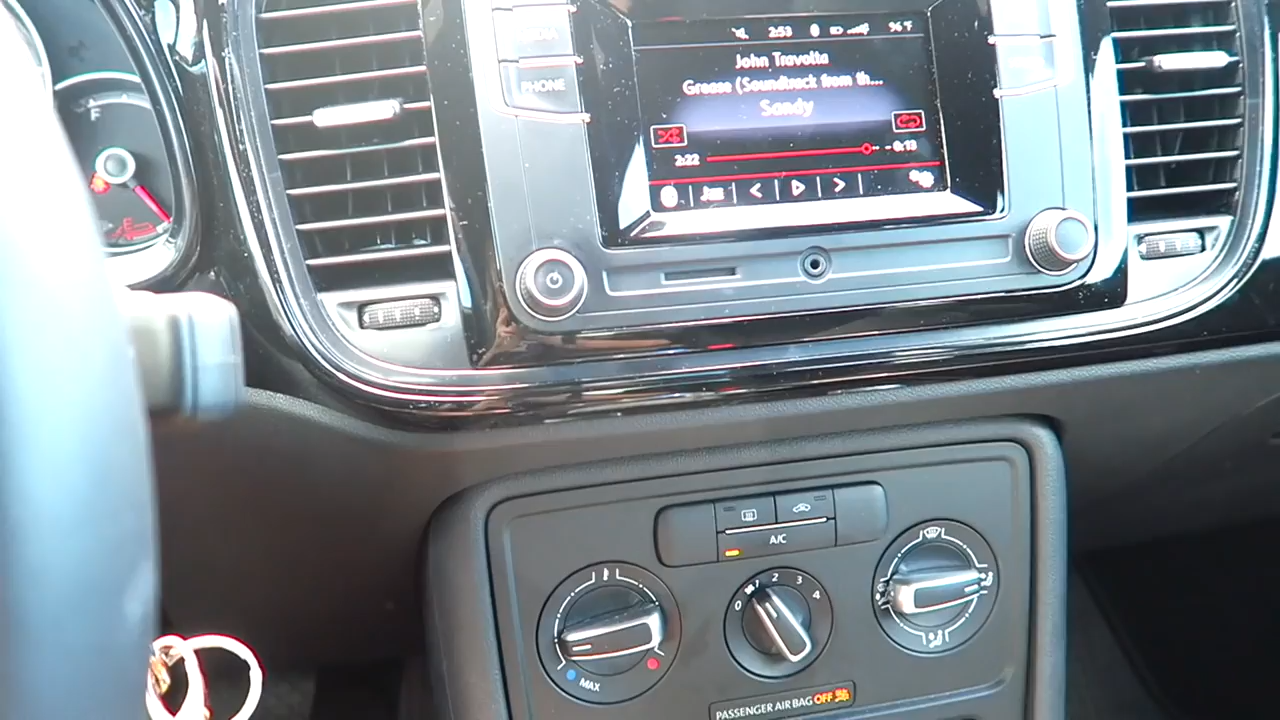 F
E
PHONE
2:53
°F
John Travolta
Grease (Soundtrack from th...
Sandy
2:22
- 0:13
A/C
0 1 2 3 4
MAX
PASSENGER AIR BAG OFF